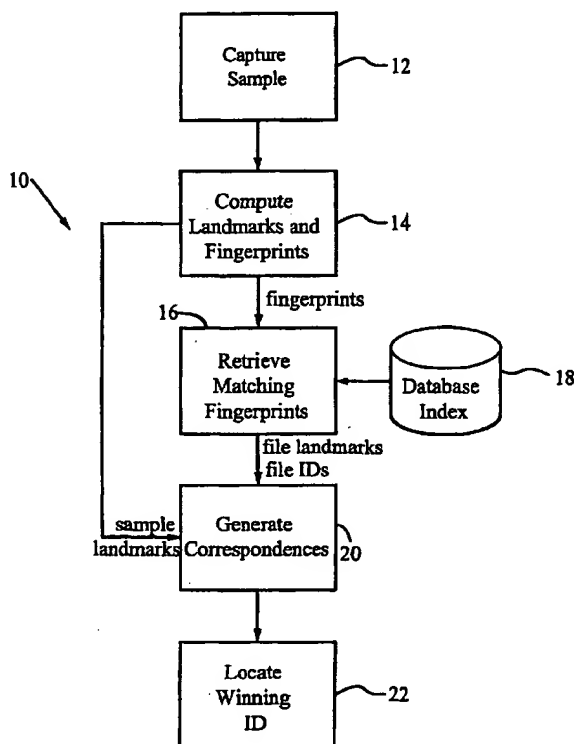 Capture
Sample
12
10
Compute
Landmarks and
Fingerprints
14
fingerprints
16
Retrieve
Matching
Fingerprints
Database
Index
18
file landmarks
file IDs
sample
landmarks
Generate
Correspondences
20
Locate
Winning
ID
22